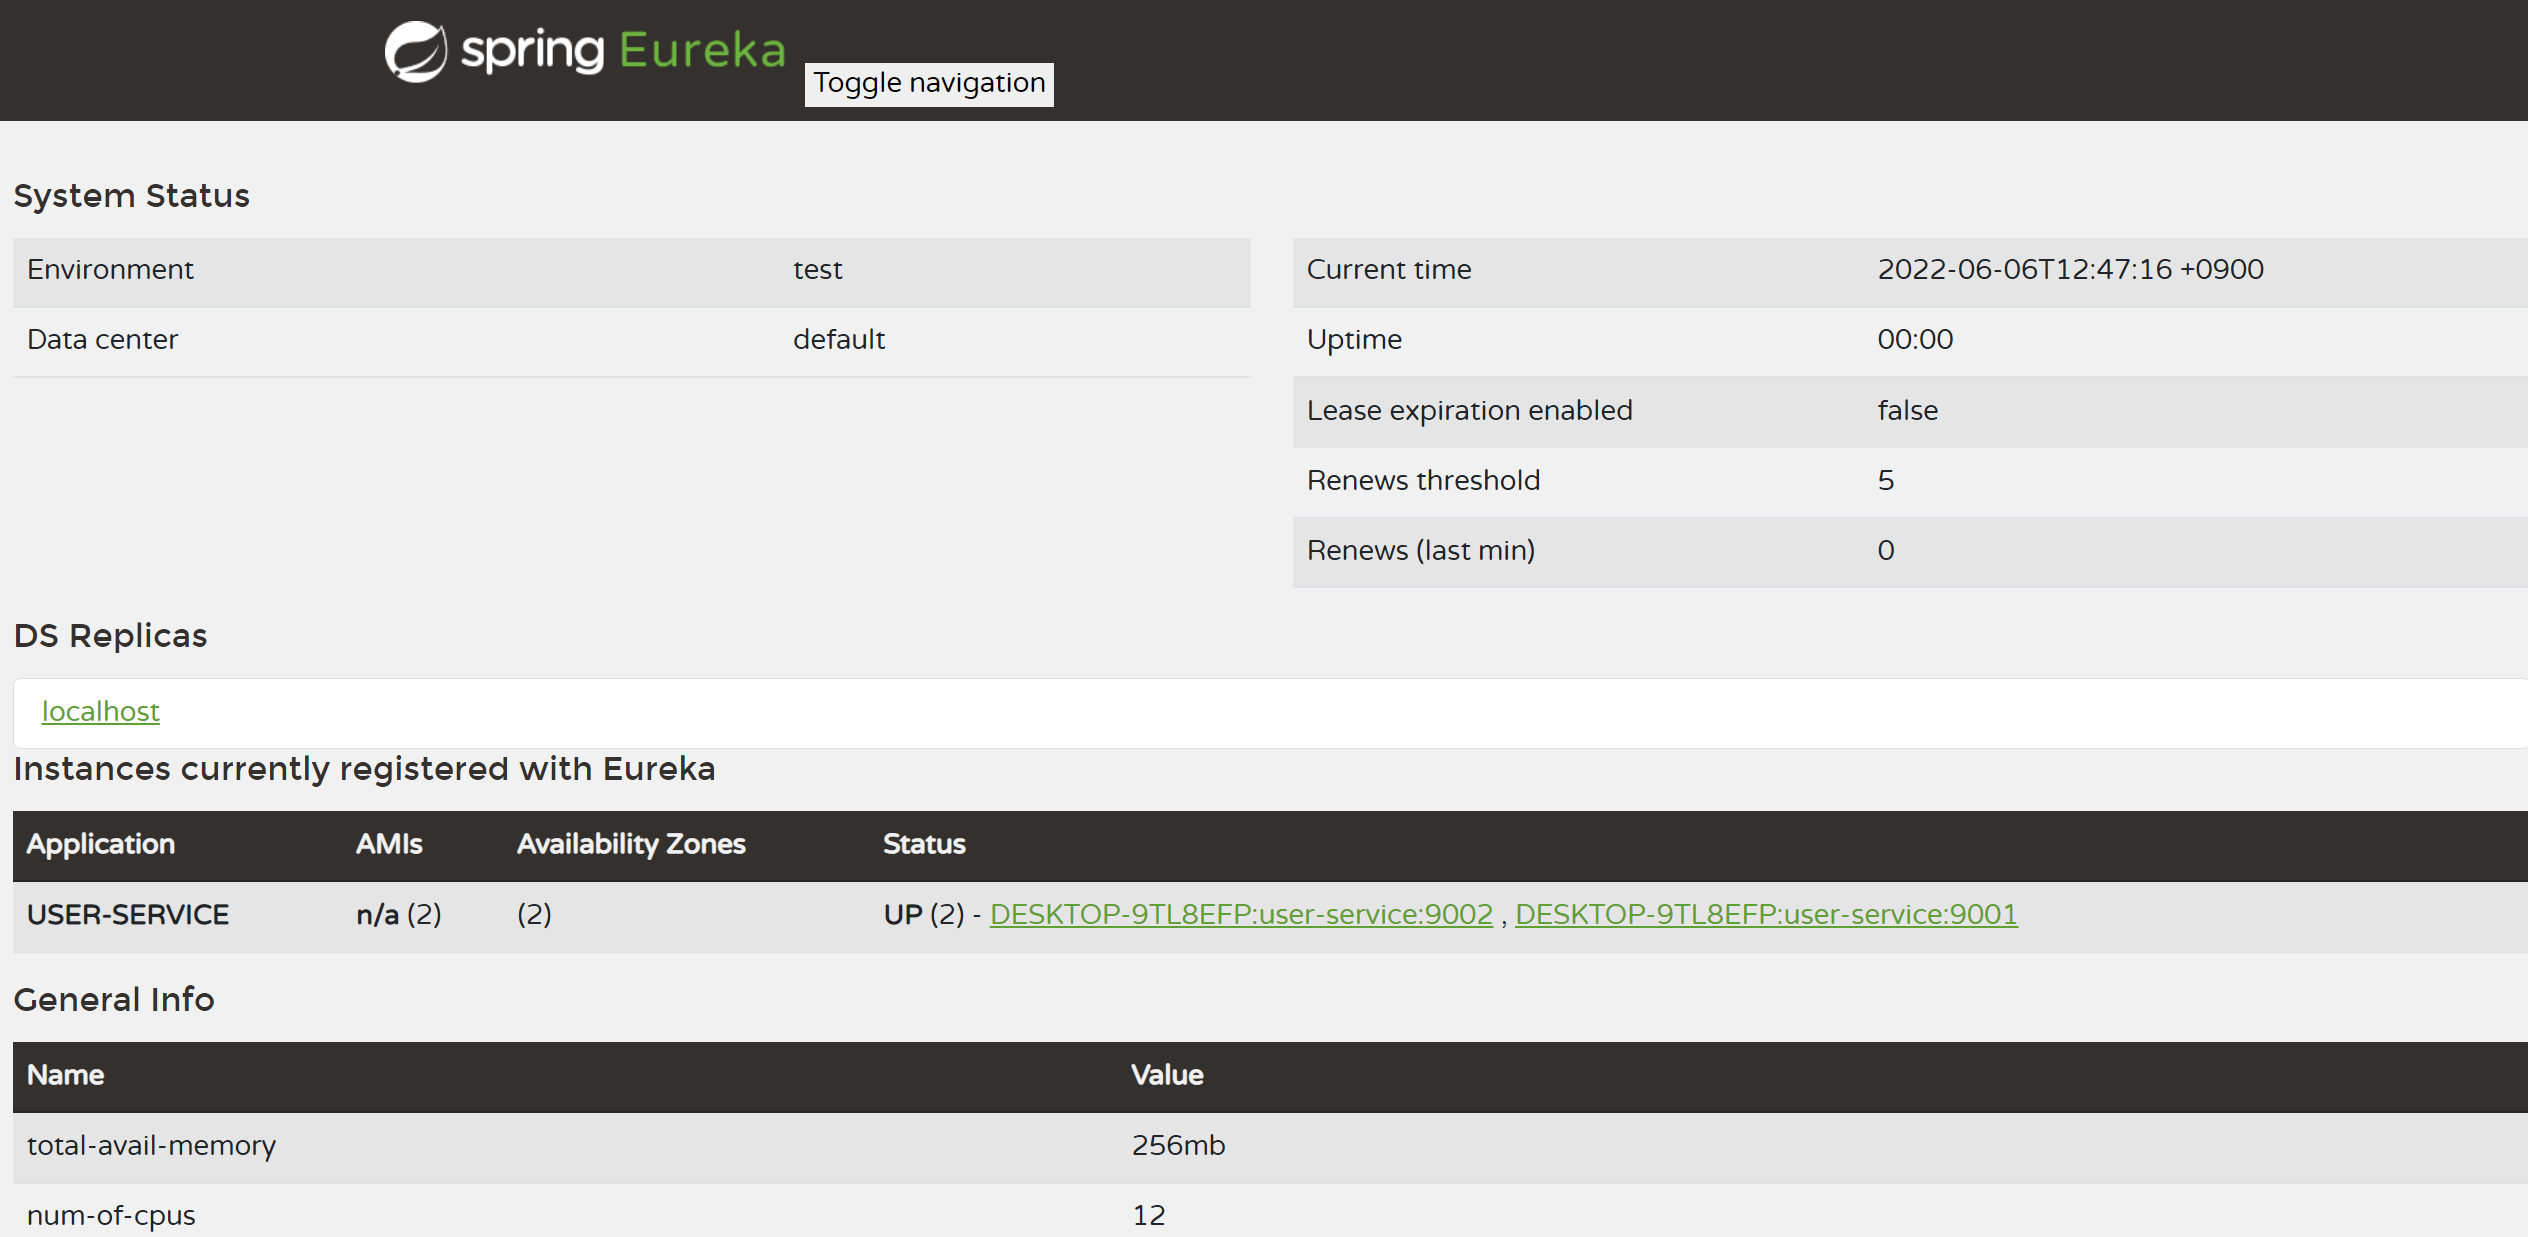 spring Eureka
Toggle navigation
System Status
Environment test
Data center default
Current time 2022-06-06T12:47:16 +0900
Uptime 00:00
Lease expiration enabled false
Renews threshold 5
Renews (last min) 0
DS Replicas
localhost
Instances currently registered with Eureka
Application AMIs Availability Zones Status
USER-SERVICE n/a (2) (2) UP (2) - DESKTOP-9TL8EFP:user-service:9002 , DESKTOP-9TL8EFP:user-service:9001
General Info
Name Value
total-avail-memory 256mb
num-of-cpus 12